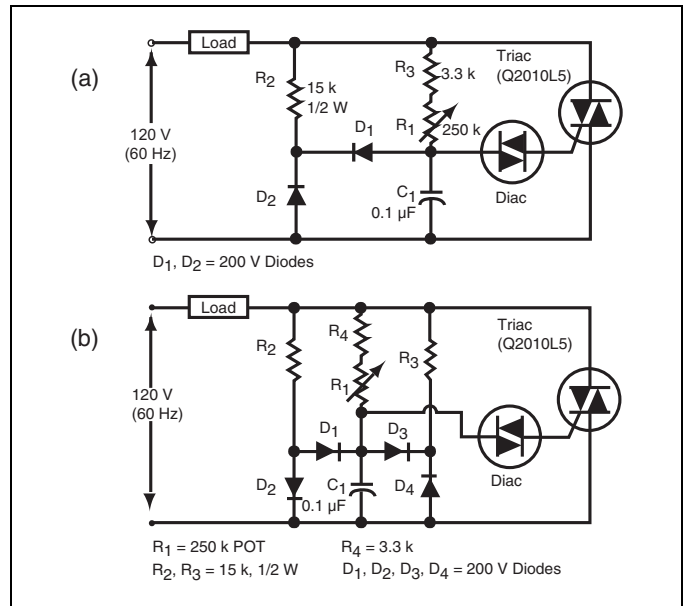 (a)
Load
R2
15 k
1/2 W
R3
3.3 k
Triac
(Q2010L5)
120 V
(60 Hz)
D1
R1
250 k
D2
C1
0.1 µF
Diac
D1, D2 = 200 V Diodes
(b)
Load
R2
R4
R3
Triac
(Q2010L5)
120 V
(60 Hz)
R1
D1
D3
D2
C1
0.1 µF
D4
Diac
R1 = 250 k POT
R4 = 3.3 k
R2, R3 = 15 k, 1/2 W
D1, D2, D3, D4 = 200 V Diodes